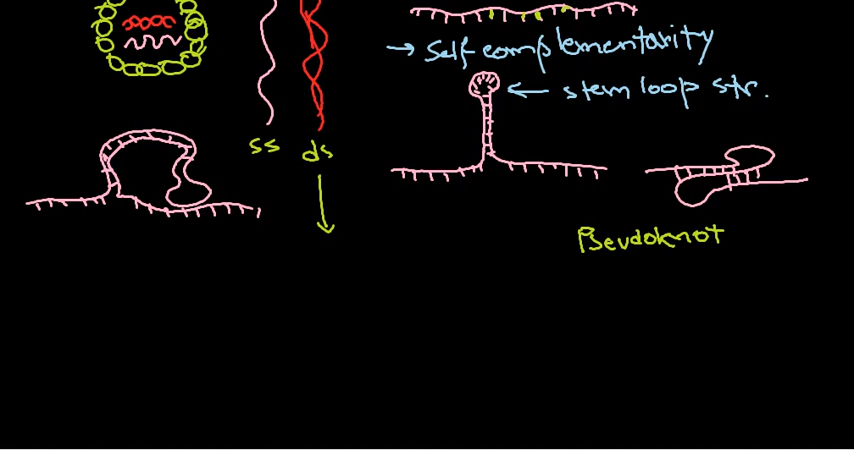 → Self complementarity
← stem loop str.
ss ds
Pseudoknot